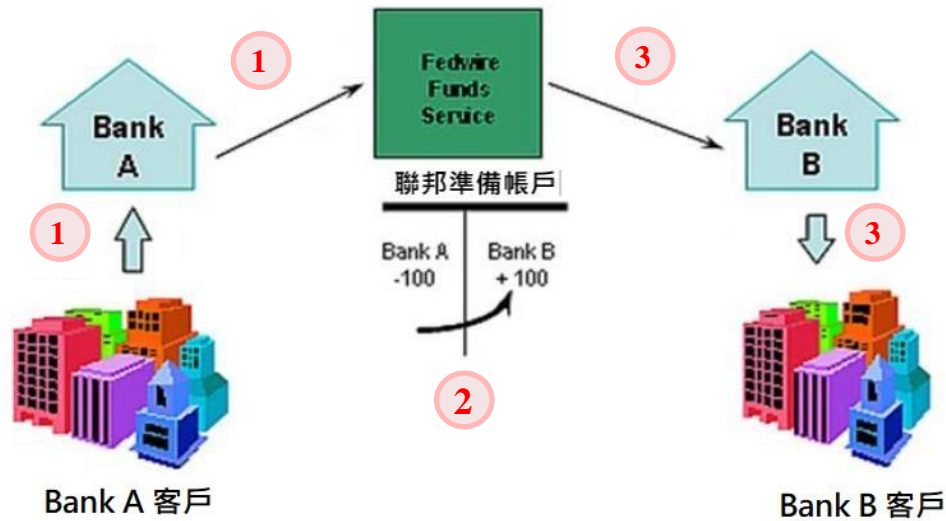 1
Bank
A
1
Bank A 客戶
Fedwire
Funds
Service
聯邦準備帳戶
Bank A
-100
Bank B
+ 100
2
3
Bank
B
3
Bank B 客戶